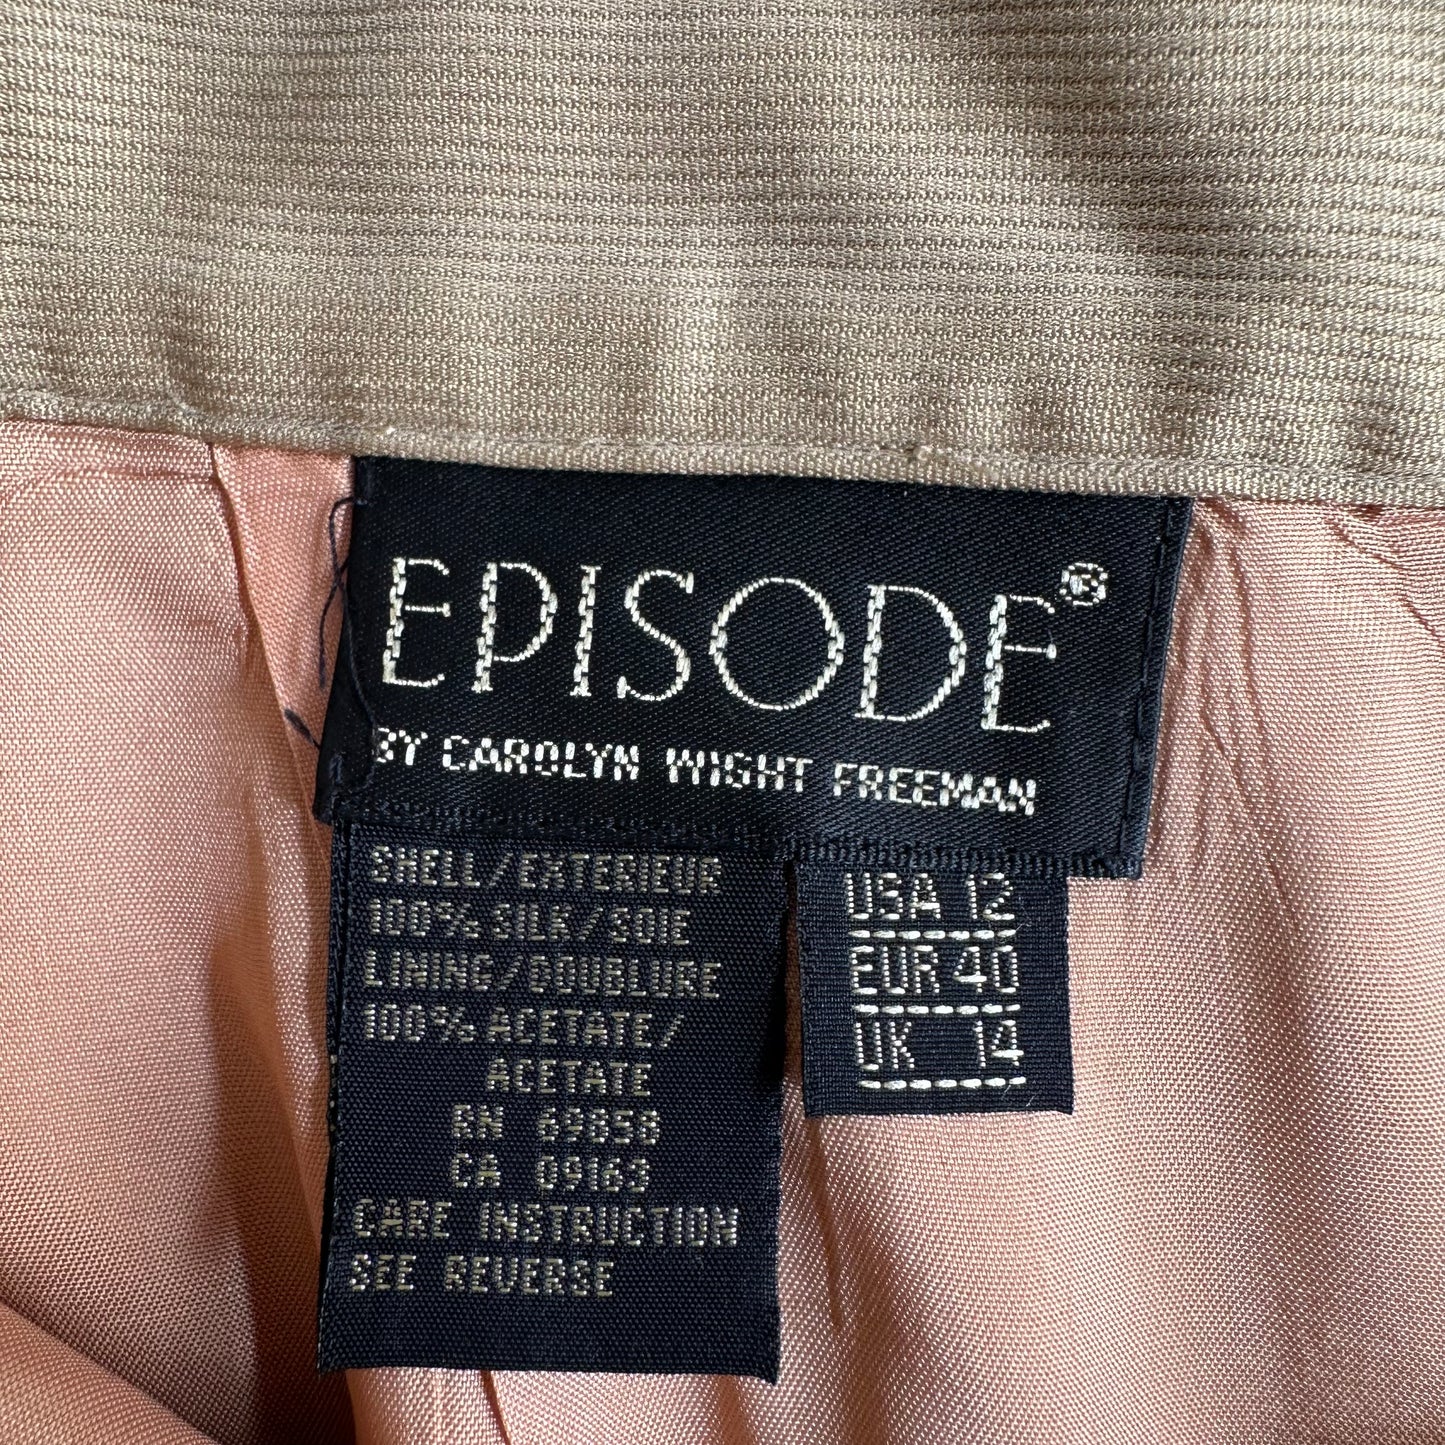 EPISODE®
BY CAROLYN WIGHT FREEMAN
SHELL/EXTERIEUR
100% SILK/SOIE
LINING/DOUBLURE
100% ACETATE/
ACETATE
RN 69858
CA 09163
CARE INSTRUCTION
SEE REVERSE
USA 12
EUR 40
UK 14